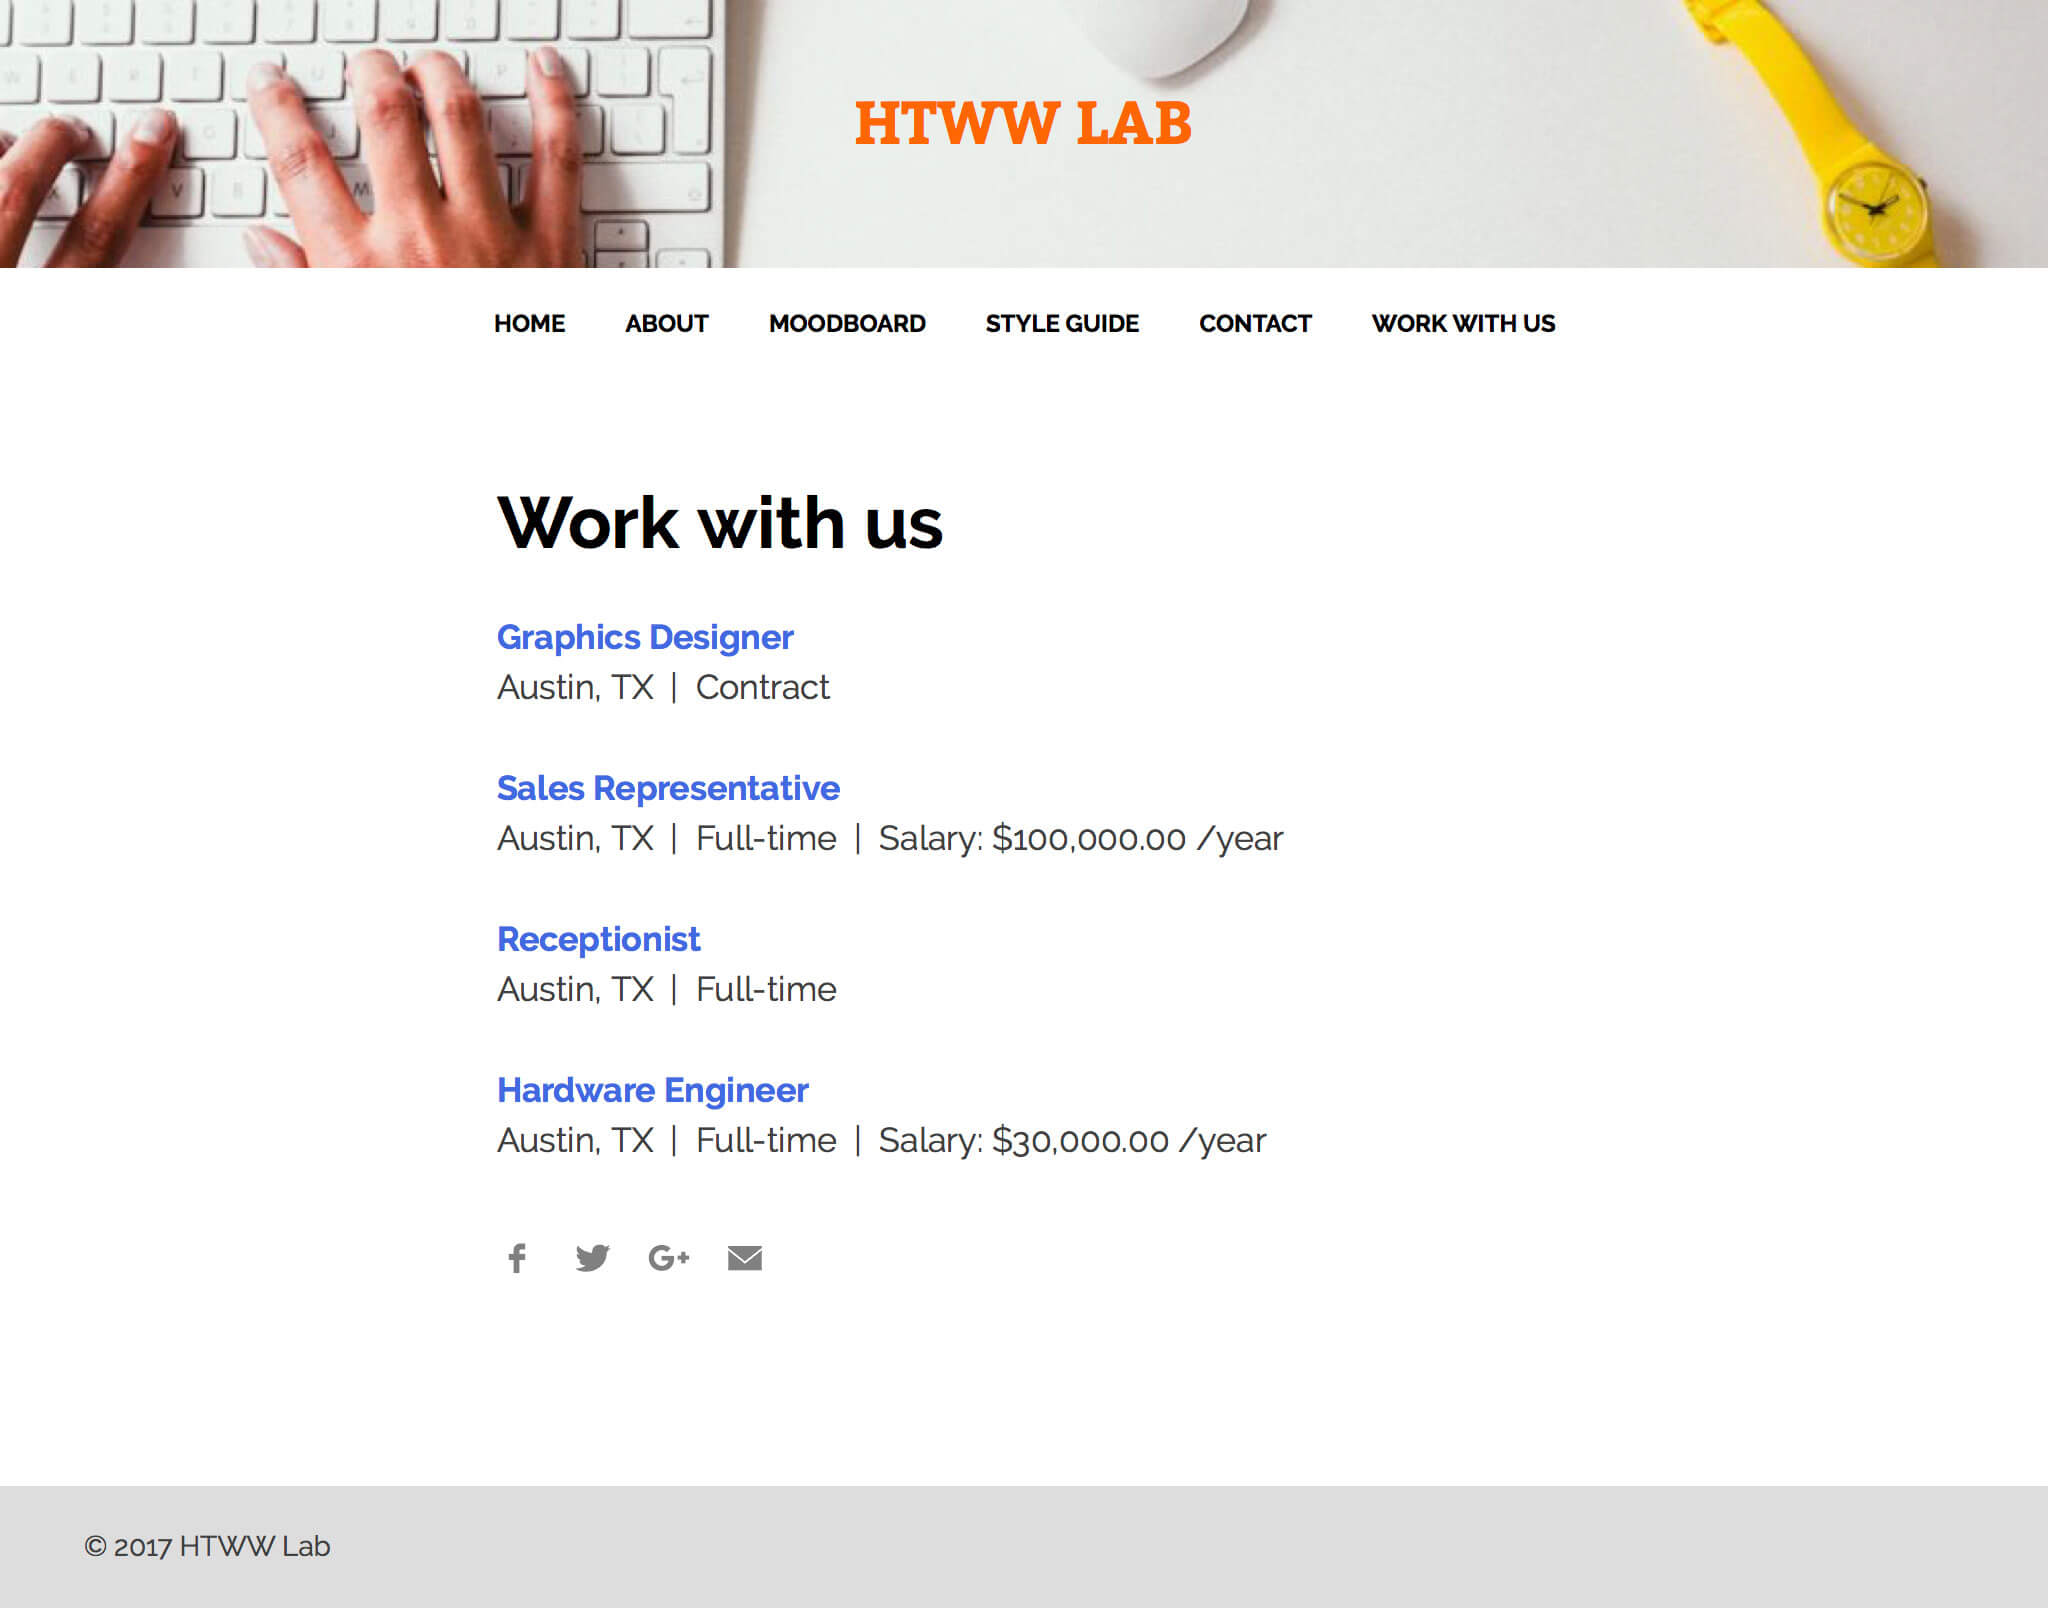 HTWW LAB
HOME ABOUT MOODBOARD STYLE GUIDE CONTACT WORK WITH US
Work with us
Graphics Designer
Austin, TX | Contract
Sales Representative
Austin, TX | Full-time | Salary: $100,000.00 /year
Receptionist
Austin, TX | Full-time
Hardware Engineer
Austin, TX | Full-time | Salary: $30,000.00 /year
© 2017 HTWW Lab